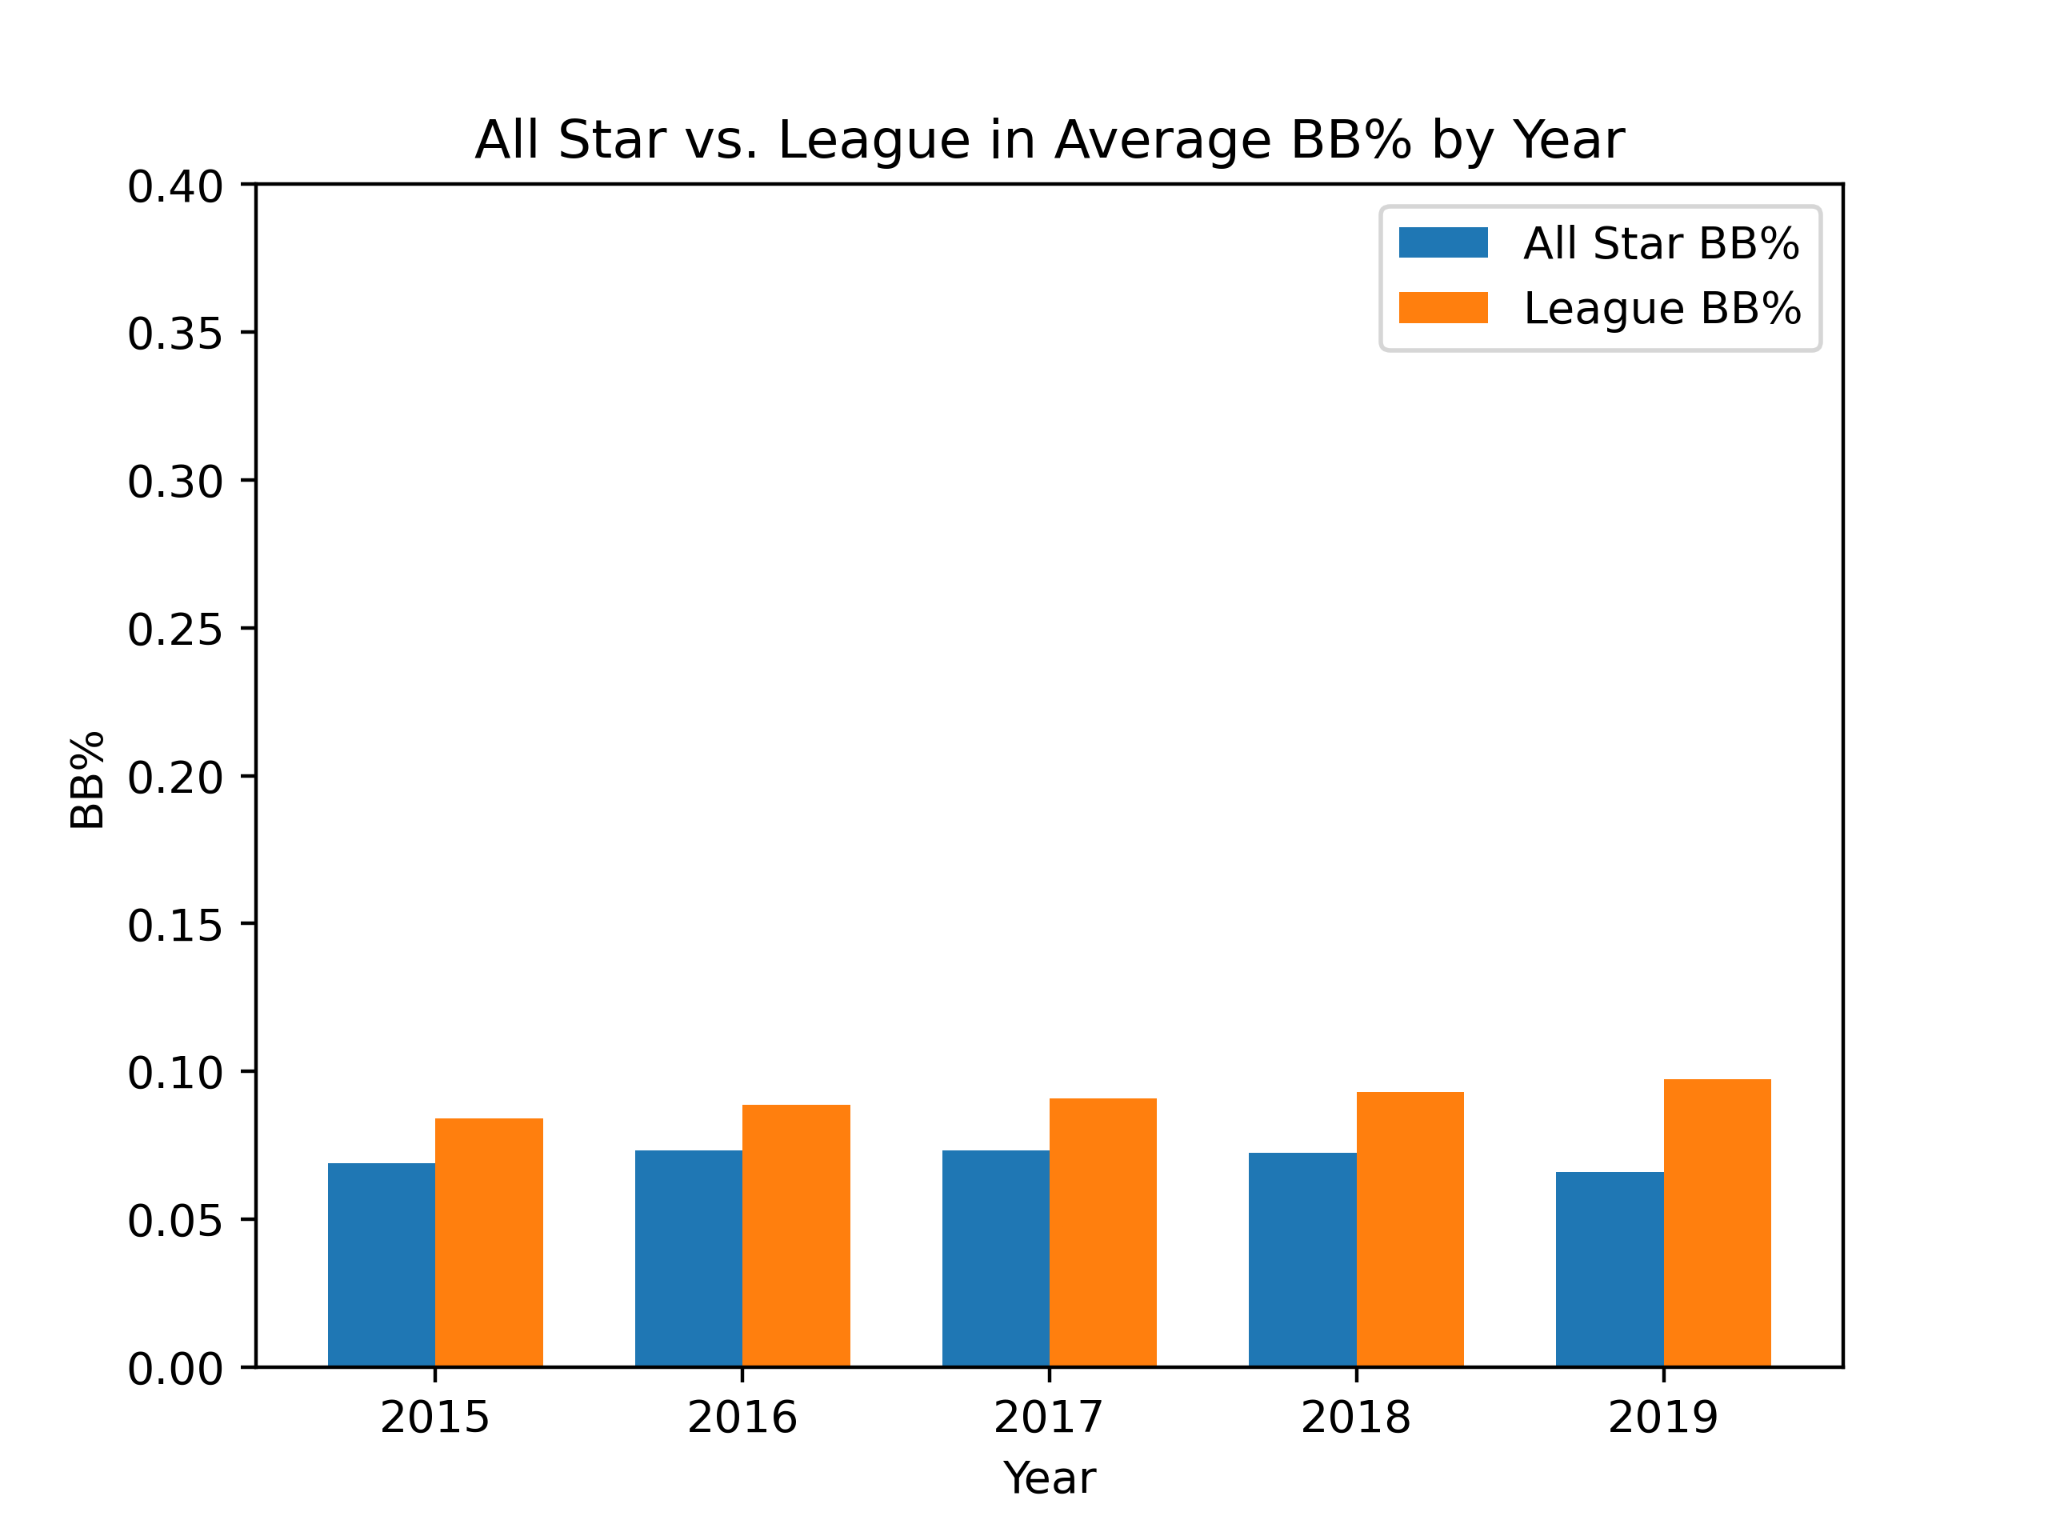 All Star vs. League in Average BB% by Year
0.40
0.35
0.30
0.25
0.20
0.15
0.10
0.05
0.00
BB%
All Star BB%
League BB%
2015 2016 2017 2018 2019
Year